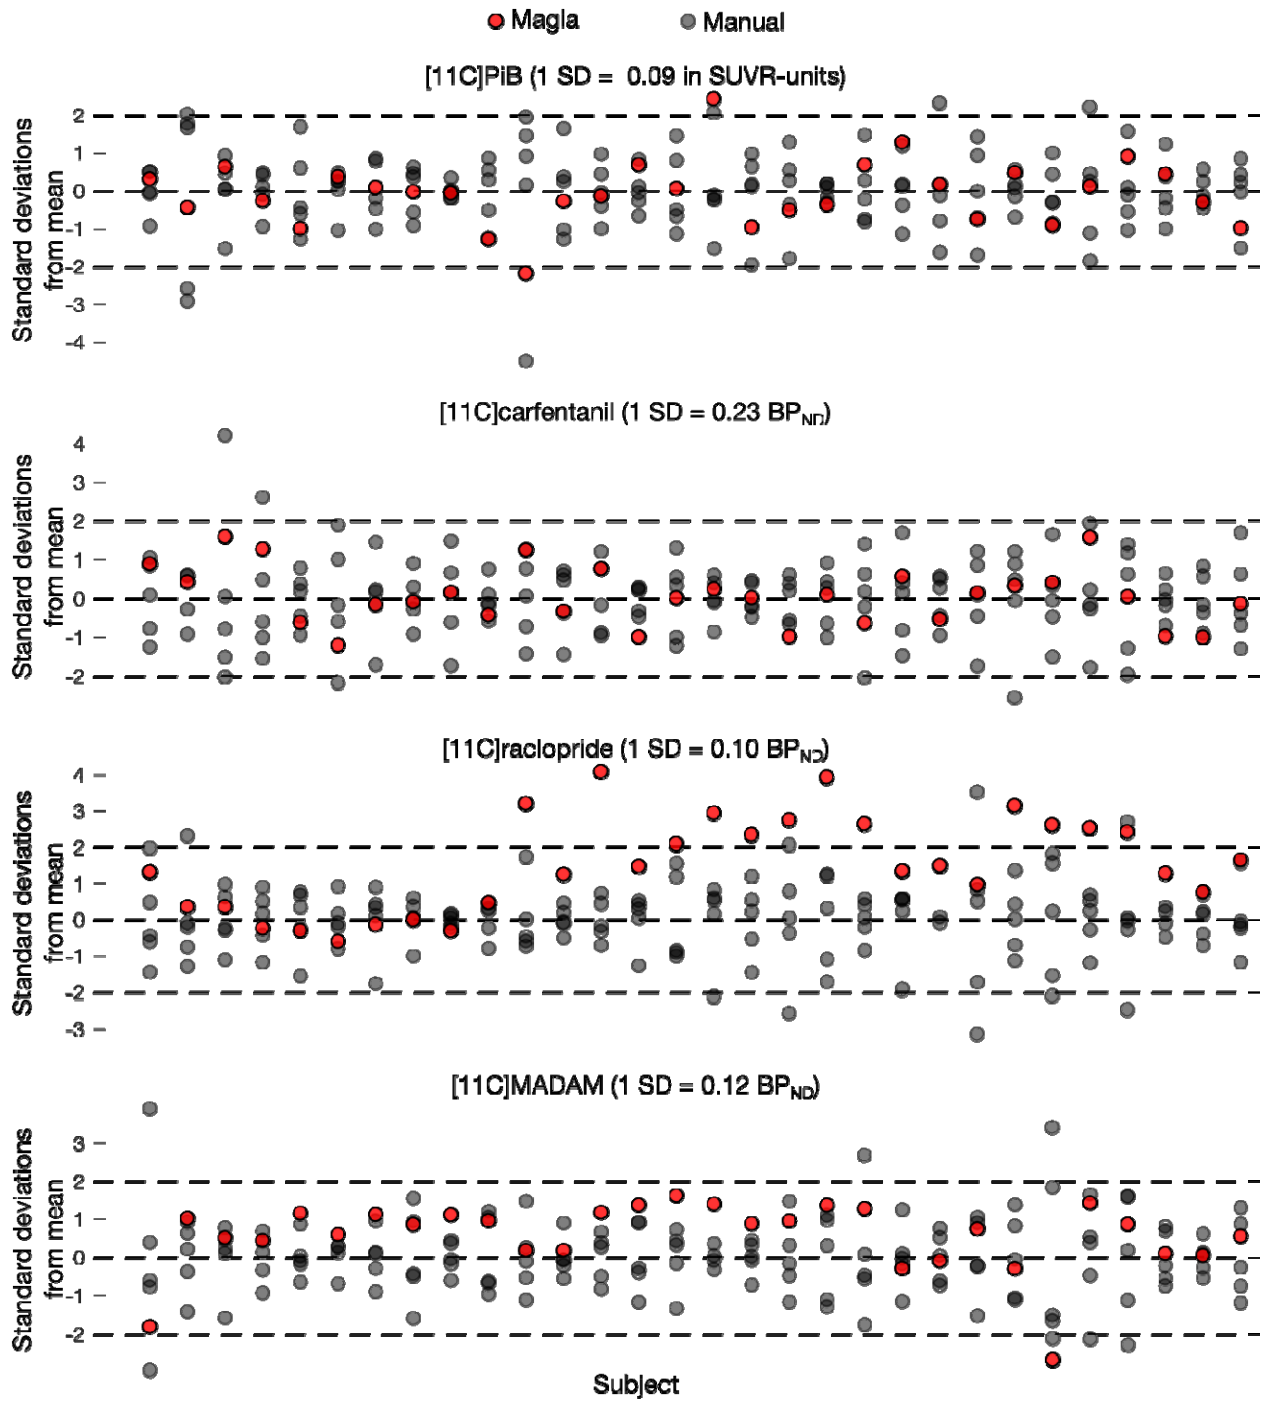 Magia Manual
[11C]PiB (1 SD = 0.09 in SUVR-units)
Standard deviations
from mean
2
1
0
-1
-2
-3
-4
[11C]carfentanil (1 SD = 0.23 BPND)
Standard deviations
from mean
4
3
2
1
0
-1
-2
[11C]raclopride (1 SD = 0.10 BPND)
Standard deviations
from mean
4
3
2
1
0
-1
-2
-3
[11C]MADAM (1 SD = 0.12 BPND)
Standard deviations
from mean
3
2
1
0
-1
-2
Subject